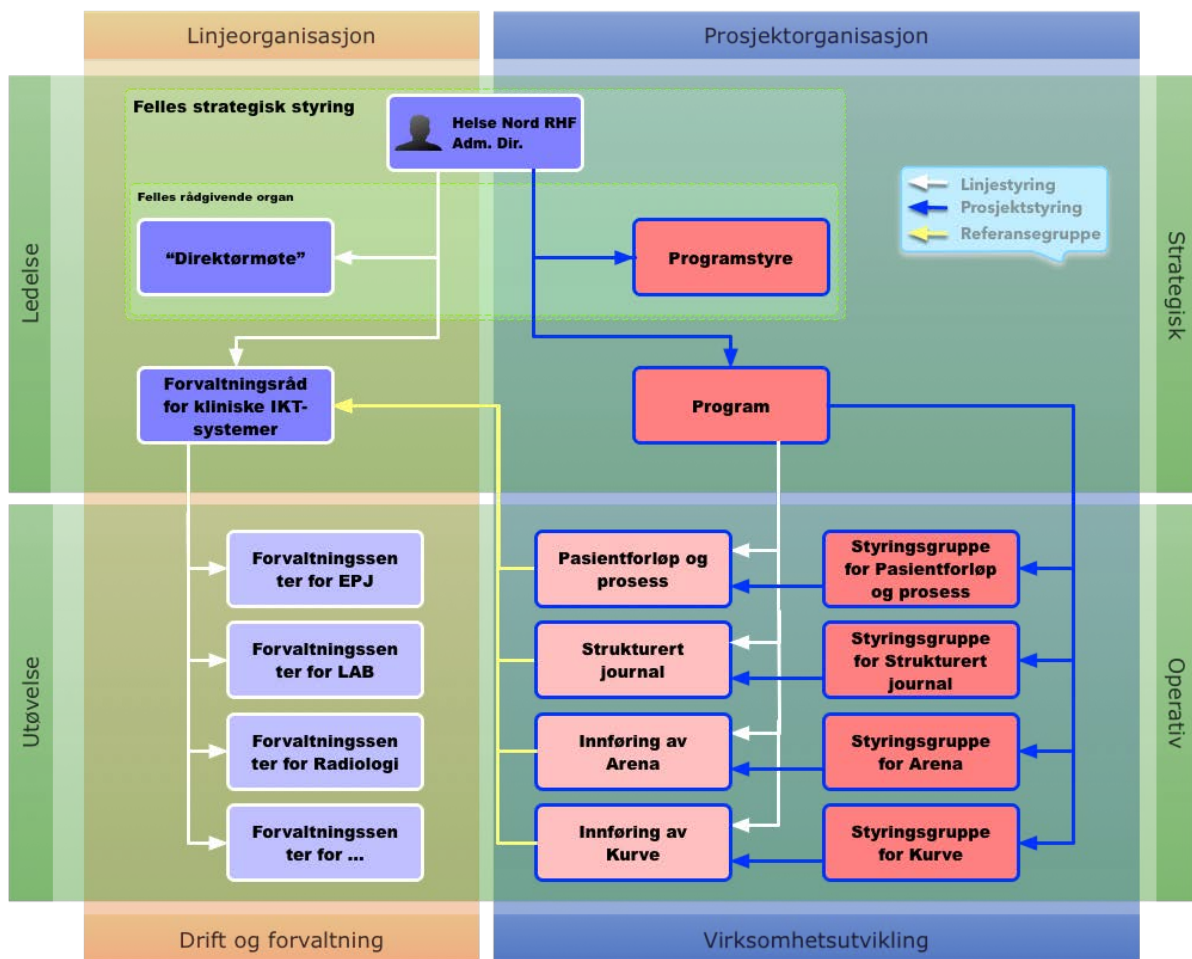 Linjeorganisasjon
Prosjektorganisasjon
Felles strategisk styring
Helse Nord RHF
Adm. Dir.
Felles rådgivende organ
“Direktørmøte”
Programstyre
Linjestyring
Prosjektstyring
Referansegruppe
Ledelse
Strategisk
Forvaltningsråd
for kliniske IKT-
systemer
Program
Utøvelse
Operativ
Forvaltningssen
ter for EPJ
Pasientforløp og
prosess
Styringsgruppe
for Pasientforløp
og prosess
Forvaltningssen
ter for LAB
Strukturert
journal
Styringsgruppe
for Strukturert
journal
Forvaltningssen
ter for Radiologi
Innføring av
Arena
Styringsgruppe
for Arena
Forvaltningssen
ter for ...
Innføring av
Kurve
Styringsgruppe
for Kurve
Drift og forvaltning
Virksomhetsutvikling